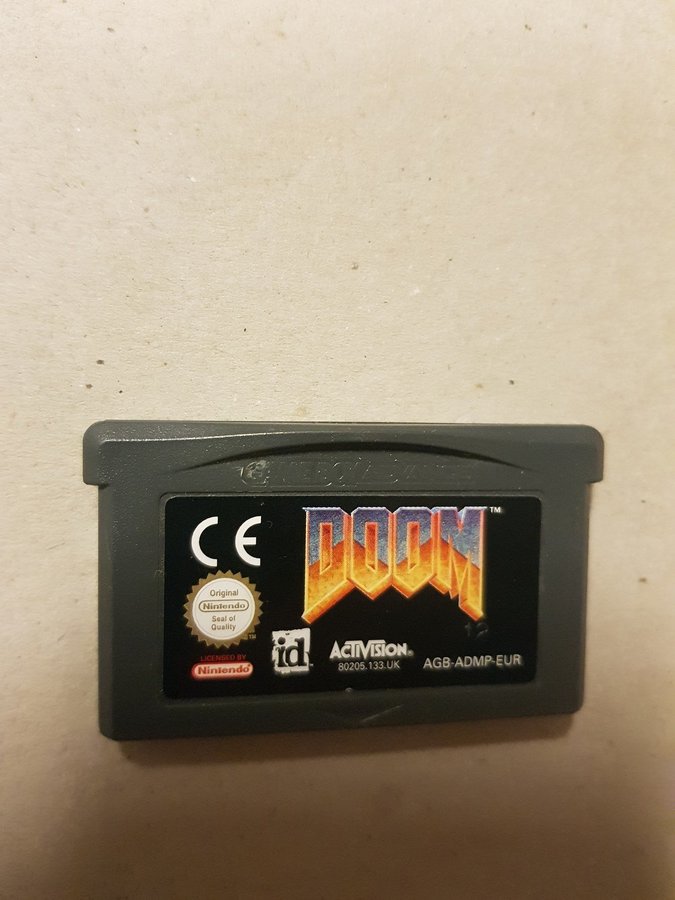 GAME BOY ADVANCE
CE
DOOM™
Original
Nintendo
Seal of
Quality
TM
LICENSED BY
Nintendo
id
ACTIVISION®
80205.133.UK
AGB-ADMP-EUR